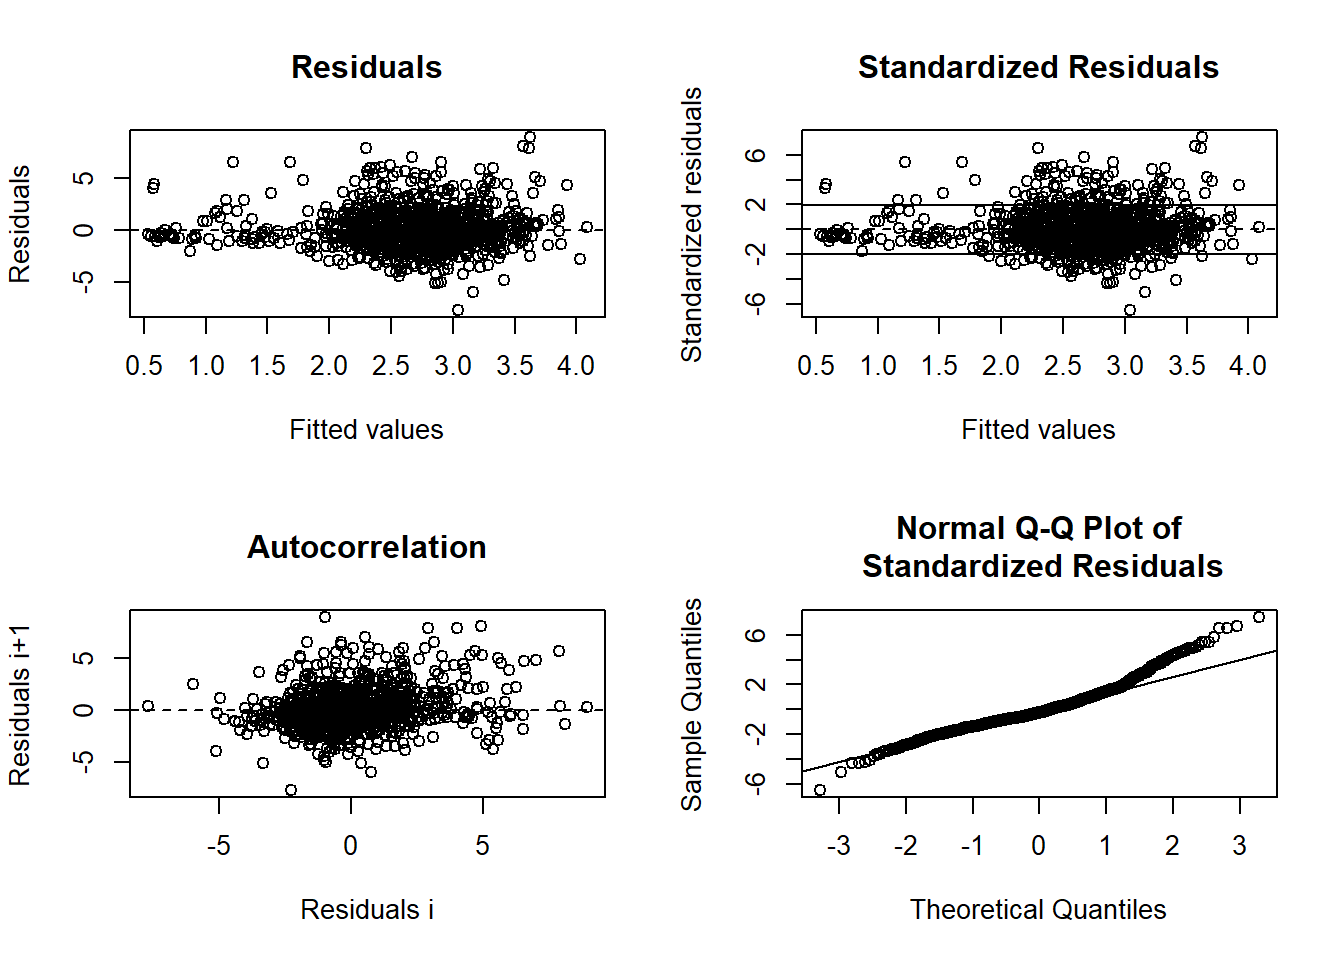 Residuals
Residuals
5
0
-5
0.5 1.0 1.5 2.0 2.5 3.0 3.5 4.0
Fitted values
Standardized Residuals
Standardized residuals
6
2
-2
-6
0.5 1.0 1.5 2.0 2.5 3.0 3.5 4.0
Fitted values
Autocorrelation
Residuals i+1
5
0
-5
-5 0 5
Residuals i
Normal Q-Q Plot of
Standardized Residuals
Sample Quantiles
6
2
-2
-6
-3 -2 -1 0 1 2 3
Theoretical Quantiles